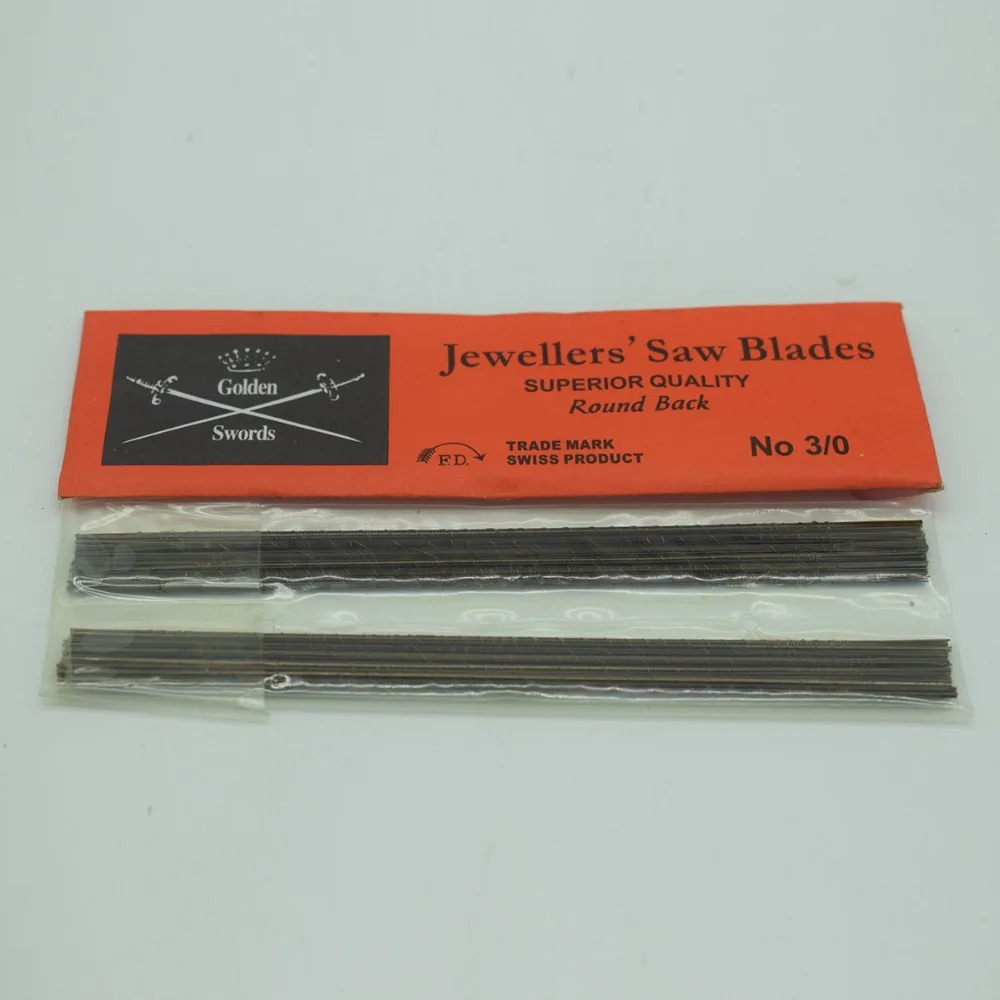 Golden
Swords
Jewellers' Saw Blades
SUPERIOR QUALITY
Round Back
F.D.
TRADE MARK
SWISS PRODUCT
No 3/0